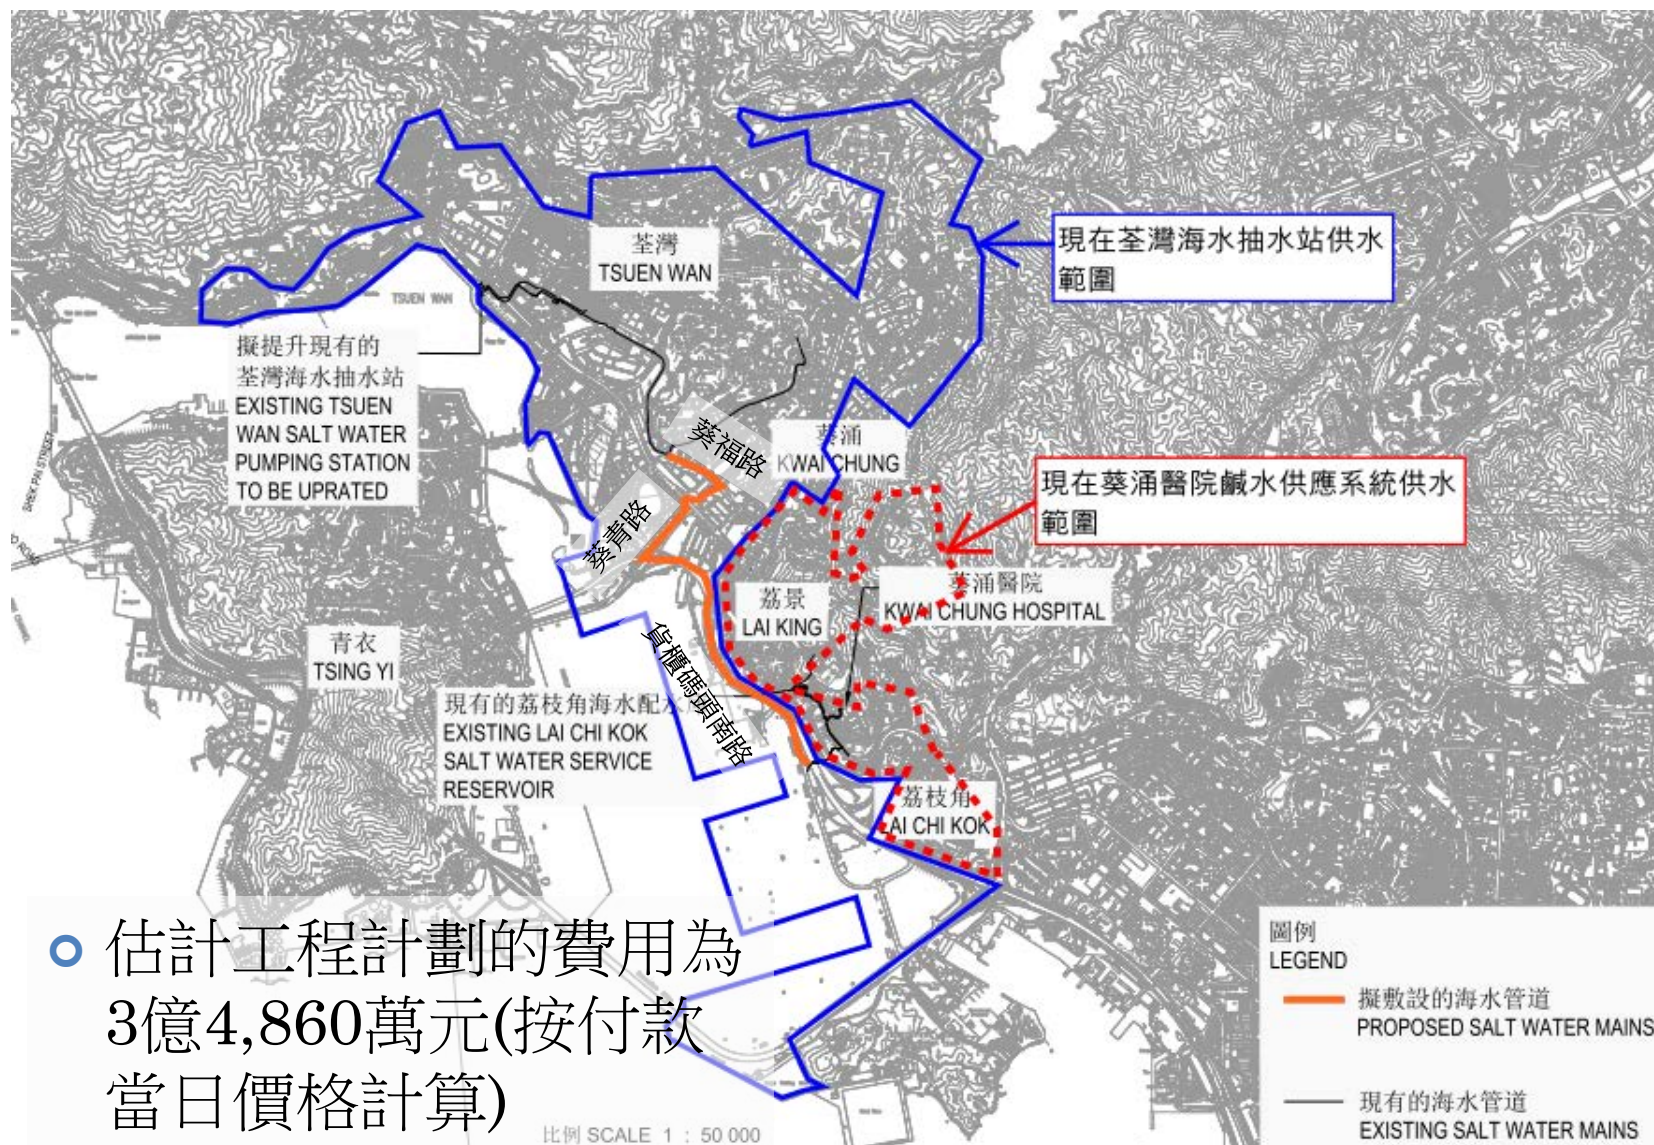 荃灣
TSUEN WAN
現在荃灣海水抽水站供水
範圍
TSUEN WAN
擬提升現有的
荃灣海水抽水站
EXISTING TSUEN
WAN SALT WATER
PUMPING STATION
TO BE UPRATED
SHEK PAI STREET
葵福路
葵涌
KWAI CHUNG
現在葵涌醫院鹹水供應系統供水
範圍
葵青路
葵涌醫院
KWAI CHUNG HOSPITAL
荔景
LAI KING
青衣
TSING YI
貨櫃碼頭南路
現有的荔枝角海水配水
EXISTING LAI CHI KOK
SALT WATER SERVICE
RESERVOIR
荔枝角
LAI CHI KOK
估計工程計劃的費用為
3億4,860萬元(按付款
當日價格計算)
比例 SCALE 1 : 50 000
圖例
LEGEND
擬敷設的海水管道
PROPOSED SALT WATER MAINS
現有的海水管道
EXISTING SALT WATER MAINS